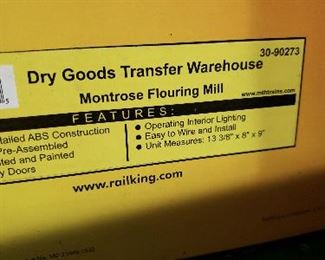 30-90273
Dry Goods Transfer Warehouse
Montrose Flouring Mill
www.mthtrains.com
FEATURES:
tailed ABS Construction
Pre-Assembled
ted and Painted
y Doors
• Operating Interior Lighting
• Easy to Wire and Install
• Unit Measures: 13 3/8" x 8" x 9"
www.railking.com